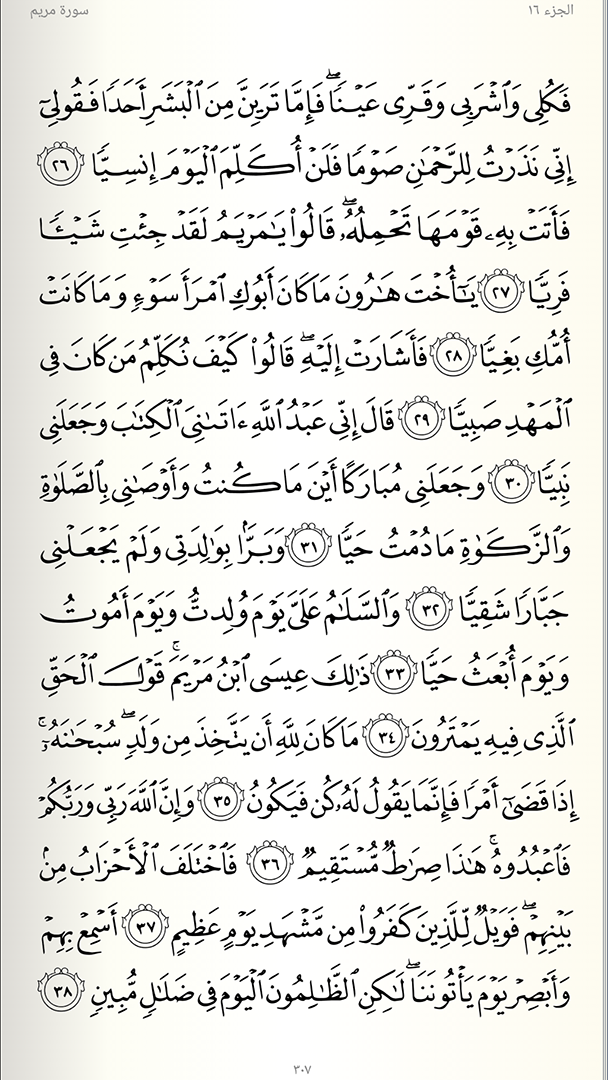 الجزء ١٦
سورة مريم
فَكُلِى وَٱشْرَبِى وَقَرِّى عَيْنًاۖ فَإِمَّا تَرَيِنَّ مِنَ ٱلْبَشَرِ أَحَدًا فَقُولِىٓ
إِنِّى نَذَرْتُ لِلرَّحْمَٰنِ صَوْمًا فَلَنْ أُكَلِّمَ ٱلْيَوْمَ إِنسِيًّا ٢٦
فَأَتَتْ بِهِۦ قَوْمَهَا تَحْمِلُهُۥۖ قَالُوا۟ يَٰمَرْيَمُ لَقَدْ جِئْتِ شَيْـًٔا
فَرِيًّا ٢٧ يَٰٓأُخْتَ هَٰرُونَ مَا كَانَ أَبُوكِ ٱمْرَأَ سَوْءٍ وَمَا كَانَتْ
أُمُّكِ بَغِيًّا ٢٨ فَأَشَارَتْ إِلَيْهِۖ قَالُوا۟ كَيْفَ نُكَلِّمُ مَن كَانَ فِى
ٱلْمَهْدِ صَبِيًّا ٢٩ قَالَ إِنِّى عَبْدُ ٱللَّهِ ءَاتَىٰنِىَ ٱلْكِتَٰبَ وَجَعَلَنِى
نَبِيًّا ٣٠ وَجَعَلَنِى مُبَارَكًا أَيْنَ مَا كُنتُ وَأَوْصَٰنِى بِٱلصَّلَوٰةِ
وَٱلزَّكَوٰةِ مَا دُمْتُ حَيًّا ٣١ وَبَرًّۢا بِوَٰلِدَتِى وَلَمْ يَجْعَلْنِى
جَبَّارًا شَقِيًّا ٣٢ وَٱلسَّلَٰمُ عَلَىَّ يَوْمَ وُلِدتُّ وَيَوْمَ أَمُوتُ
وَيَوْمَ أُبْعَثُ حَيًّا ٣٣ ذَٰلِكَ عِيسَى ٱبْنُ مَرْيَمَۚ قَوْلَ ٱلْحَقِّ
ٱلَّذِى فِيهِ يَمْتَرُونَ ٣٤ مَا كَانَ لِلَّهِ أَن يَتَّخِذَ مِن وَلَدٍۖ سُبْحَٰنَهُۥٓۚ
إِذَا قَضَىٰٓ أَمْرًا فَإِنَّمَا يَقُولُ لَهُۥ كُن فَيَكُونُ ٣٥ وَإِنَّ ٱللَّهَ رَبِّى وَرَبُّكُمْ
فَٱعْبُدُوهُۚ هَٰذَا صِرَٰطٌ مُّسْتَقِيمٌ ٣٦ فَٱخْتَلَفَ ٱلْأَحْزَابُ مِنۢ
بَيْنِهِمْۖ فَوَيْلٌ لِّلَّذِينَ كَفَرُوا۟ مِن مَّشْهَدِ يَوْمٍ عَظِيمٍ ٣٧ أَسْمِعْ بِهِمْ
وَأَبْصِرْ يَوْمَ يَأْتُونَنَاۖ لَٰكِنِ ٱلظَّٰلِمُونَ ٱلْيَوْمَ فِى ضَلَٰلٍ مُّبِينٍ ٣٨
٣٠٧